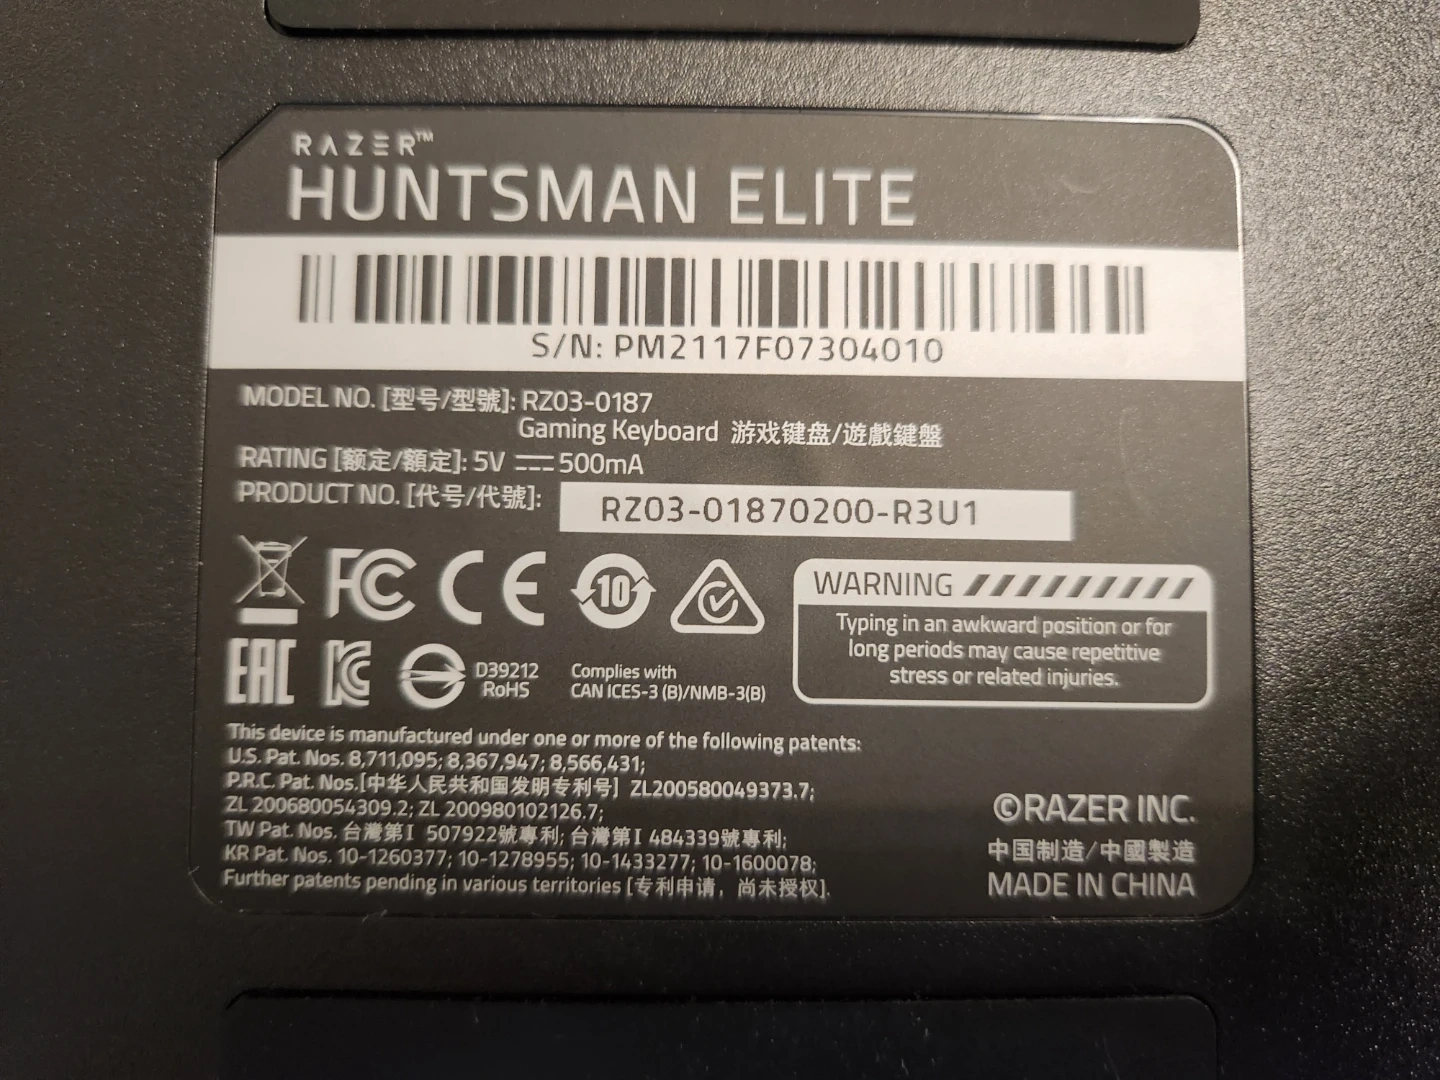 RAZER™
HUNTSMAN ELITE
S/N: PM2117F07304010
MODEL NO. [型号/型號]: RZ03-0187
Gaming Keyboard 游戏键盘/遊戲鍵盤
RATING [额定/額定]: 5V ⎓ 500mA
PRODUCT NO. [代号/代號]: RZ03-01870200-R3U1
FC CE 10
WARNING
Typing in an awkward position or for
long periods may cause repetitive
stress or related injuries.
EAC KC D39212
RoHS
Complies with
CAN ICES-3 (B)/NMB-3(B)
This device is manufactured under one or more of the following patents:
U.S. Pat. Nos. 8,711,095; 8,367,947; 8,566,431;
P.R.C. Pat. Nos.[中华人民共和国发明专利号] ZL200580049373.7;
ZL 200680054309.2; ZL 200980102126.7;
TW Pat. Nos. 台灣第I 507922號專利; 台灣第I 484339號專利;
KR Pat. Nos. 10-1260377; 10-1278955; 10-1433277; 10-1600078;
Further patents pending in various territories [专利申请，尚未授权].
©RAZER INC.
中国制造/中國製造
MADE IN CHINA